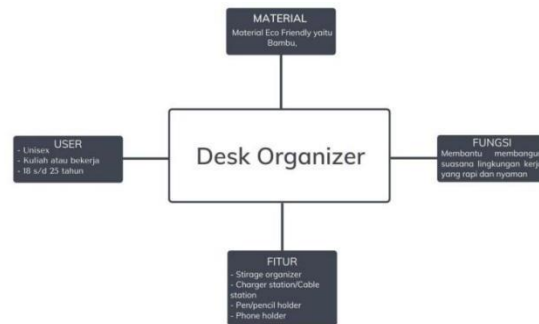 MATERIAL
Material Eco Friendly yaitu
Bambu,
USER
- Unisex
- Kuliah atau bekerja
- 18 s/d 25 tahun
Desk Organizer
FUNGSI
Membantu membangun
suasana lingkungan kerja
yang rapi dan nyaman
FITUR
- Stirage organizer
- Charger station/Cable
station
- Pen/pencil holder
- Phone holder